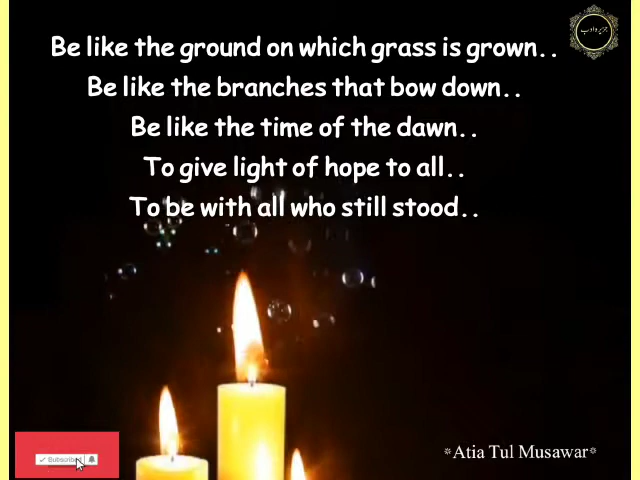 Be like the ground on which grass is grown..
Be like the branches that bow down..
Be like the time of the dawn..
To give light of hope to all..
To be with all who still stood..
Subscribed
*Atia Tul Musawar*